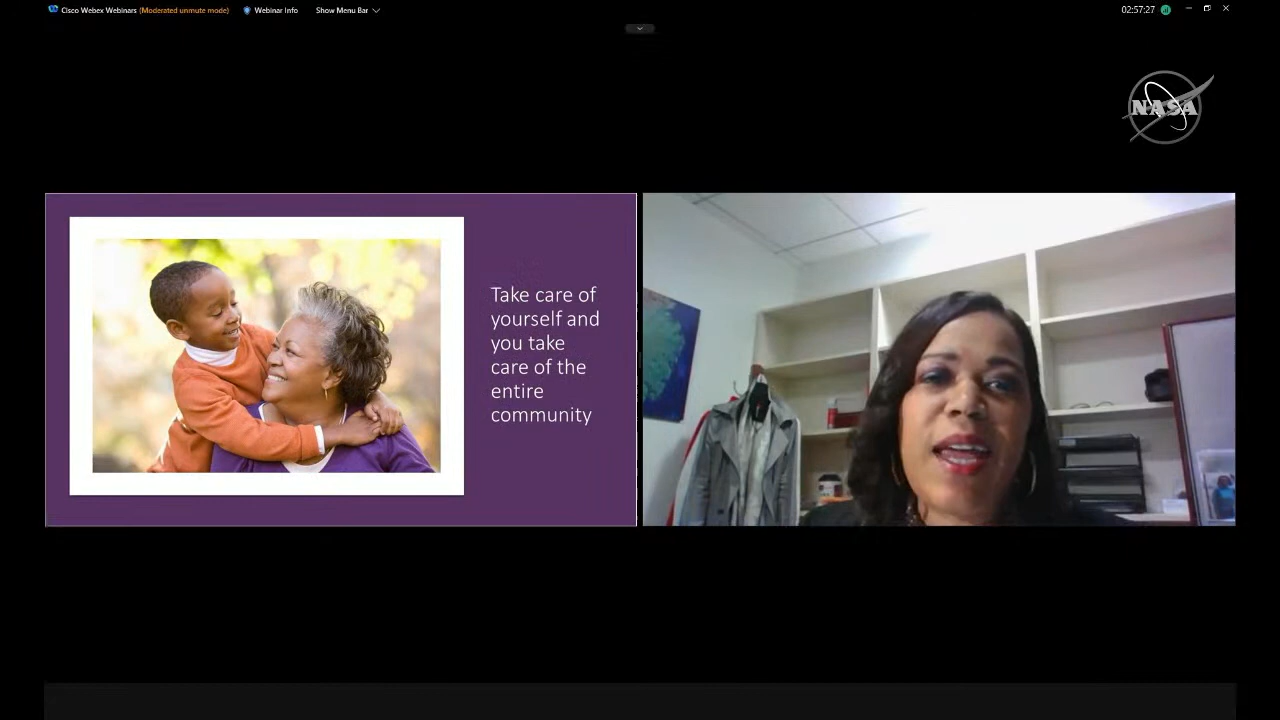 Cisco Webex Webinars (Moderated unmute mode) Webinar Info Show Menu Bar 02:57:27
NASA
Take care of
yourself and
you take
care of the
entire
community